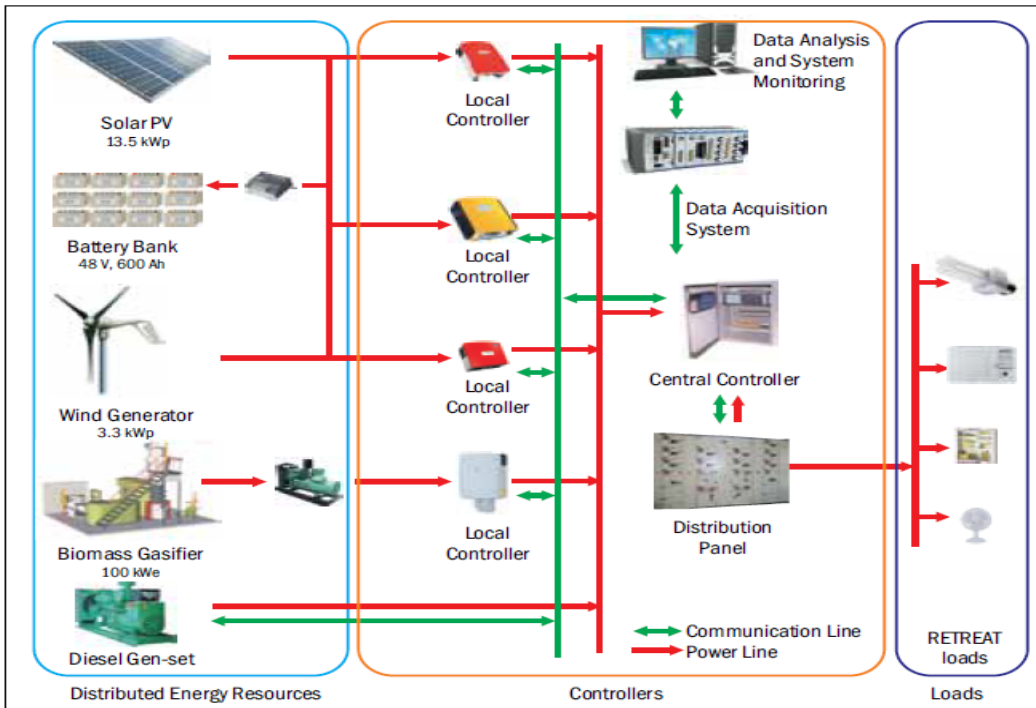 Solar PV
13.5 kWp
Battery Bank
48 V, 600 Ah
Wind Generator
3.3 kWp
Biomass Gasifier
100 kWe
Diesel Gen-set
Distributed Energy Resources
Local
Controller
Local
Controller
Local
Controller
Local
Controller
Data Analysis
and System
Monitoring
Data Acquisition
System
Central Controller
Distribution
Panel
Communication Line
Power Line
Controllers
RETREAT
loads
Loads